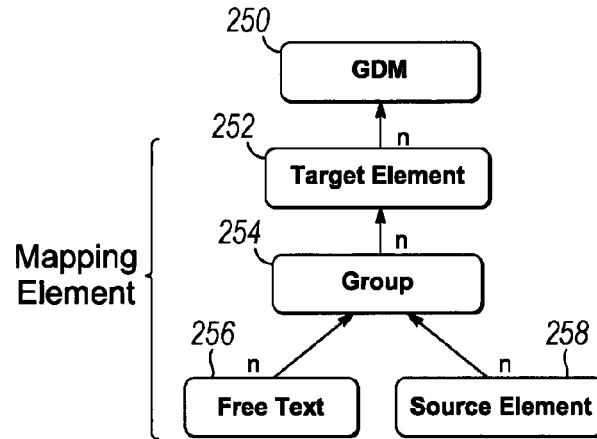 250
GDM
252
n
Target Element
254
n
Group
Mapping
Element
256
n
n
258
Free Text
Source Element